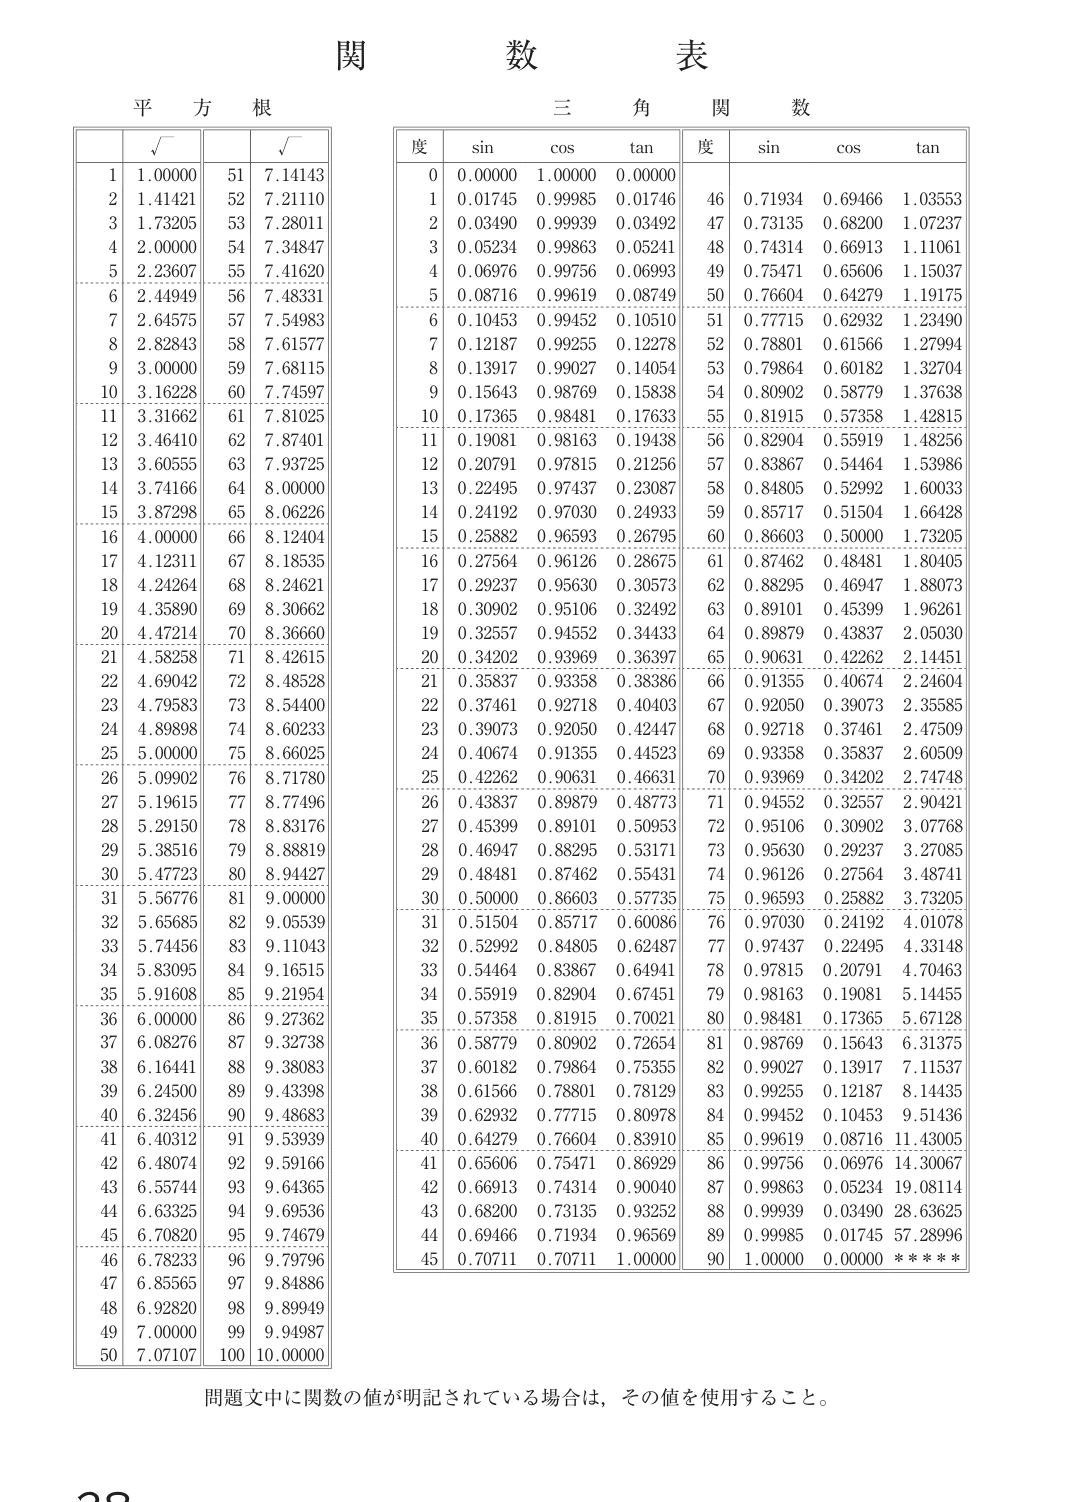 関数表
平方根
√ √
1 1.00000 51 7.14143
2 1.41421 52 7.21110
3 1.73205 53 7.28011
4 2.00000 54 7.34847
5 2.23607 55 7.41620
6 2.44949 56 7.48331
7 2.64575 57 7.54983
8 2.82843 58 7.61577
9 3.00000 59 7.68115
10 3.16228 60 7.74597
11 3.31662 61 7.81025
12 3.46410 62 7.87401
13 3.60555 63 7.93725
14 3.74166 64 8.00000
15 3.87298 65 8.06226
16 4.00000 66 8.12404
17 4.12311 67 8.18535
18 4.24264 68 8.24621
19 4.35890 69 8.30662
20 4.47214 70 8.36660
21 4.58258 71 8.42615
22 4.69042 72 8.48528
23 4.79583 73 8.54400
24 4.89898 74 8.60233
25 5.00000 75 8.66025
26 5.09902 76 8.71780
27 5.19615 77 8.77496
28 5.29150 78 8.83176
29 5.38516 79 8.88819
30 5.47723 80 8.94427
31 5.56776 81 9.00000
32 5.65685 82 9.05539
33 5.74456 83 9.11043
34 5.83095 84 9.16515
35 5.91608 85 9.21954
36 6.00000 86 9.27362
37 6.08276 87 9.32738
38 6.16441 88 9.38083
39 6.24500 89 9.43398
40 6.32456 90 9.48683
41 6.40312 91 9.53939
42 6.48074 92 9.59166
43 6.55744 93 9.64365
44 6.63325 94 9.69536
45 6.70820 95 9.74679
46 6.78233 96 9.79796
47 6.85565 97 9.84886
48 6.92820 98 9.89949
49 7.00000 99 9.94987
50 7.07107 100 10.00000
三角関数
度 sin cos tan 度 sin cos tan
0 0.00000 1.00000 0.00000
1 0.01745 0.99985 0.01746 46 0.71934 0.69466 1.03553
2 0.03490 0.99939 0.03492 47 0.73135 0.68200 1.07237
3 0.05234 0.99863 0.05241 48 0.74314 0.66913 1.11061
4 0.06976 0.99756 0.06993 49 0.75471 0.65606 1.15037
5 0.08716 0.99619 0.08749 50 0.76604 0.64279 1.19175
6 0.10453 0.99452 0.10510 51 0.77715 0.62932 1.23490
7 0.12187 0.99255 0.12278 52 0.78801 0.61566 1.27994
8 0.13917 0.99027 0.14054 53 0.79864 0.60182 1.32704
9 0.15643 0.98769 0.15838 54 0.80902 0.58779 1.37638
10 0.17365 0.98481 0.17633 55 0.81915 0.57358 1.42815
11 0.19081 0.98163 0.19438 56 0.82904 0.55919 1.48256
12 0.20791 0.97815 0.21256 57 0.83867 0.54464 1.53986
13 0.22495 0.97437 0.23087 58 0.84805 0.52992 1.60033
14 0.24192 0.97030 0.24933 59 0.85717 0.51504 1.66428
15 0.25882 0.96593 0.26795 60 0.86603 0.50000 1.73205
16 0.27564 0.96126 0.28675 61 0.87462 0.48481 1.80405
17 0.29237 0.95630 0.30573 62 0.88295 0.46947 1.88073
18 0.30902 0.95106 0.32492 63 0.89101 0.45399 1.96261
19 0.32557 0.94552 0.34433 64 0.89879 0.43837 2.05030
20 0.34202 0.93969 0.36397 65 0.90631 0.42262 2.14451
21 0.35837 0.93358 0.38386 66 0.91355 0.40674 2.24604
22 0.37461 0.92718 0.40403 67 0.92050 0.39073 2.35585
23 0.39073 0.92050 0.42447 68 0.92718 0.37461 2.47509
24 0.40674 0.91355 0.44523 69 0.93358 0.35837 2.60509
25 0.42262 0.90631 0.46631 70 0.93969 0.34202 2.74748
26 0.43837 0.89879 0.48773 71 0.94552 0.32557 2.90421
27 0.45399 0.89101 0.50953 72 0.95106 0.30902 3.07768
28 0.46947 0.88295 0.53171 73 0.95630 0.29237 3.27085
29 0.48481 0.87462 0.55431 74 0.96126 0.27564 3.48741
30 0.50000 0.86603 0.57735 75 0.96593 0.25882 3.73205
31 0.51504 0.85717 0.60086 76 0.97030 0.24192 4.01078
32 0.52992 0.84805 0.62487 77 0.97437 0.22495 4.33148
33 0.54464 0.83867 0.64941 78 0.97815 0.20791 4.70463
34 0.55919 0.82904 0.67451 79 0.98163 0.19081 5.14455
35 0.57358 0.81915 0.70021 80 0.98481 0.17365 5.67128
36 0.58779 0.80902 0.72654 81 0.98769 0.15643 6.31375
37 0.60182 0.79864 0.75355 82 0.99027 0.13917 7.11537
38 0.61566 0.78801 0.78129 83 0.99255 0.12187 8.14435
39 0.62932 0.77715 0.80978 84 0.99452 0.10453 9.51436
40 0.64279 0.76604 0.83910 85 0.99619 0.08716 11.43005
41 0.65606 0.75471 0.86929 86 0.99756 0.06976 14.30067
42 0.66913 0.74314 0.90040 87 0.99863 0.05234 19.08114
43 0.68200 0.73135 0.93252 88 0.99939 0.03490 28.63625
44 0.69466 0.71934 0.96569 89 0.99985 0.01745 57.28996
45 0.70711 0.70711 1.00000 90 1.00000 0.00000 *****
問題文中に関数の値が明記されている場合は，その値を使用すること。